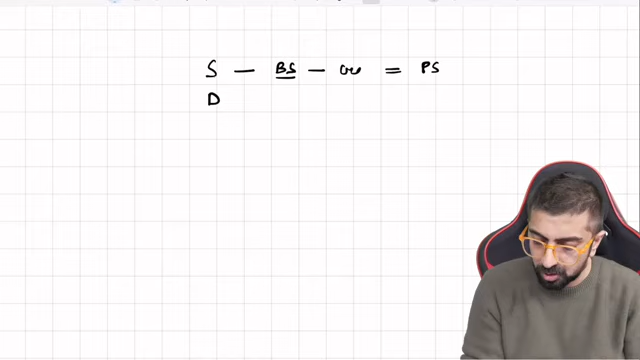 S — BS — = PS
D